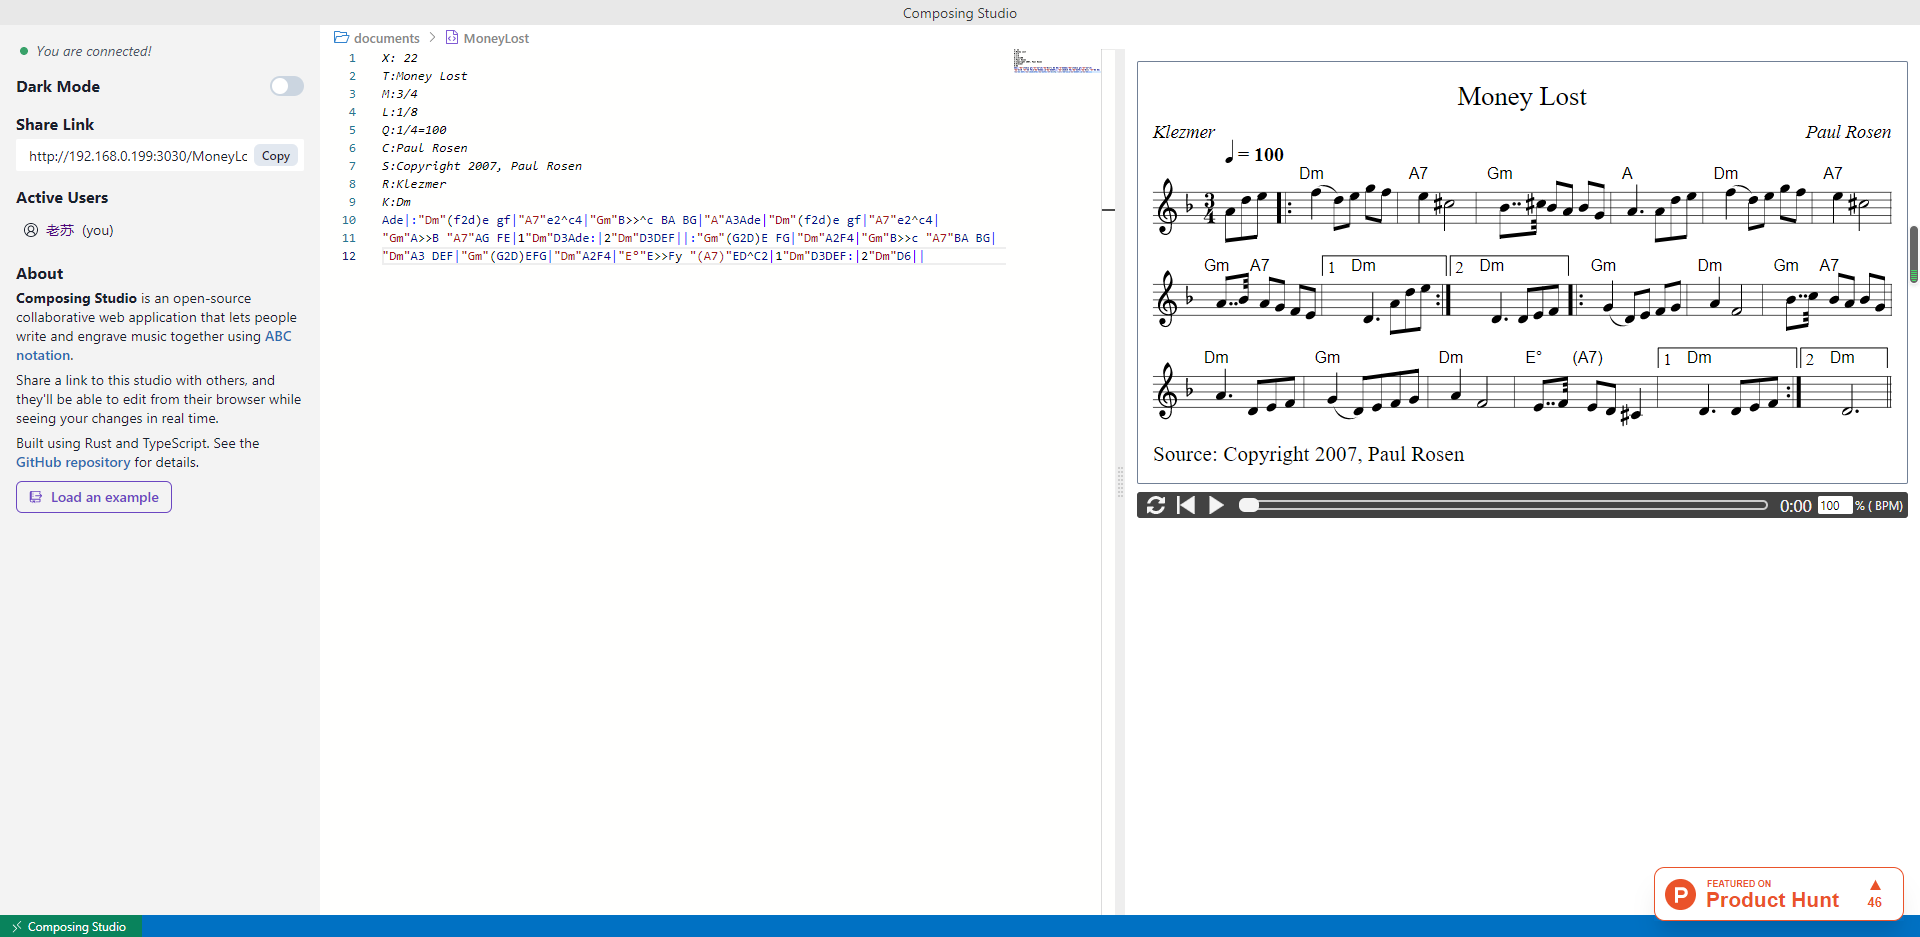 Composing Studio
You are connected!
Dark Mode
Share Link
http://192.168.0.199:3030/MoneyLc
Copy
Active Users
老苏 (you)
About
Composing Studio is an open-source
collaborative web application that lets people
write and engrave music together using ABC
notation.
Share a link to this studio with others, and
they'll be able to edit from their browser while
seeing your changes in real time.
Built using Rust and TypeScript. See the
GitHub repository for details.
Load an example
documents > MoneyLost
1 X: 22
2 T:Money Lost
3 M:3/4
4 L:1/8
5 Q:1/4=100
6 C:Paul Rosen
7 S:Copyright 2007, Paul Rosen
8 R:Klezmer
9 K:Dm
10 Ade|:"Dm"(f2d)e gf|"A7"e2^c4|"Gm"B>>^c BA BG|"A"A3Ade|"Dm"(f2d)e gf|"A7"e2^c4|
11 "Gm"A>>B "A7"AG FE|1"Dm"D3Ade:|2"Dm"D3DEF||:"Gm"(G2D)E FG|"Dm"A2F4|"Gm"B>>c "A7"BA BG|
12 "Dm"A3 DEF|"Gm"(G2D)EFG|"Dm"A2F4|"E°"E>>Fy "(A7)"ED^C2|1"Dm"D3DEF:|2"Dm"D6||
Money Lost
Klezmer Paul Rosen
= 100
Dm A7 Gm A Dm A7
3
4
Gm A7 1 Dm 2 Dm Gm Dm Gm A7
Dm Gm Dm E° (A7) 1 Dm 2 Dm
Source: Copyright 2007, Paul Rosen
0:00 100 % ( BPM)
P FEATURED ON
Product Hunt
▲
46
Composing Studio